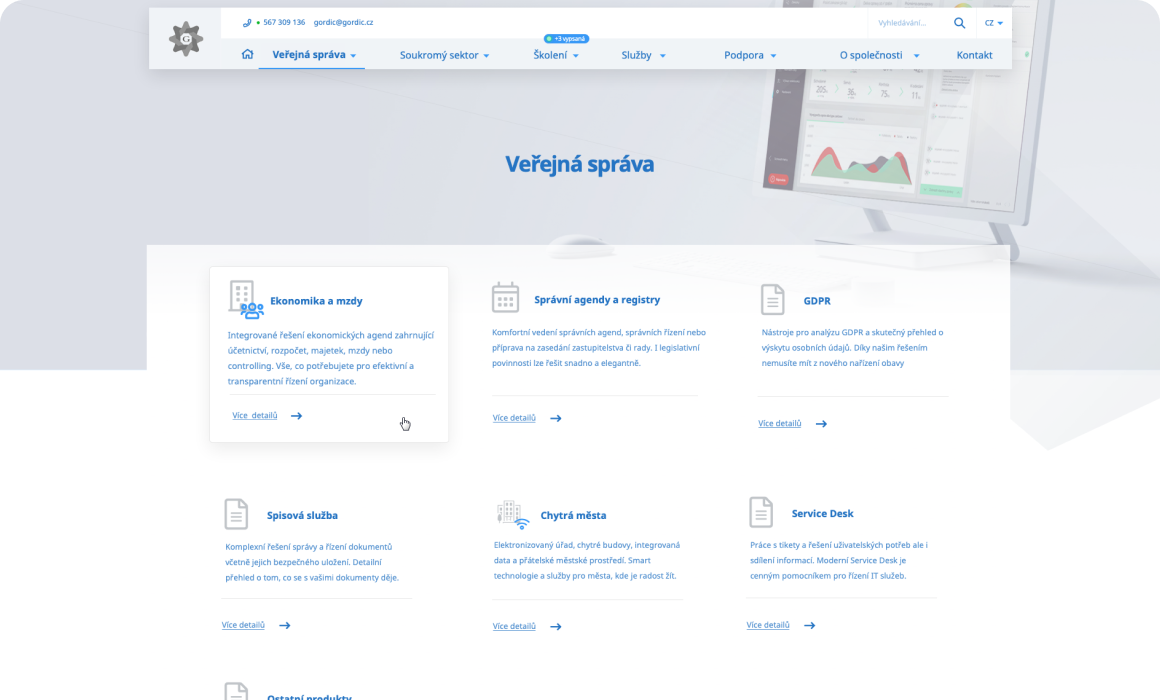 G
567 309 136 gordic@gordic.cz
Vyhledávání...
CZ
+3 vypsaná
Veřejná správa
Soukromý sektor
Školení
Služby
Podpora
O společnosti
Kontakt
Veřejná správa
Ekonomika a mzdy
Integrované řešení ekonomických agend zahrnující
účetnictví, rozpočet, majetek, mzdy nebo
controlling. Vše, co potřebujete pro efektivní a
transparentní řízení organizace.
Více detailů
Správní agendy a registry
Komfortní vedení správních agend, správních řízení nebo
příprava na zasedání zastupitelstva či rady. I legislativní
povinnosti lze řešit snadno a elegantně.
Více detailů
GDPR
Nástroje pro analýzu GDPR a skutečný přehled o
výskytu osobních údajů. Díky našim řešením
nemusíte mít z nového nařízení obavy
Více detailů
Spisová služba
Komplexní řešení správy a řízení dokumentů
včetně jejich bezpečného uložení. Detailní
přehled o tom, co se s vašimi dokumenty děje.
Více detailů
Chytrá města
Elektronizovaný úřad, chytré budovy, integrovaná
data a přátelské městské prostředí. Smart
technologie a služby pro města, kde je radost žít.
Více detailů
Service Desk
Práce s tikety a řešení uživatelských potřeb ale i
sdílení informací. Moderní Service Desk je
cenným pomocníkem pro řízení IT služeb.
Více detailů
Ostatní produkty